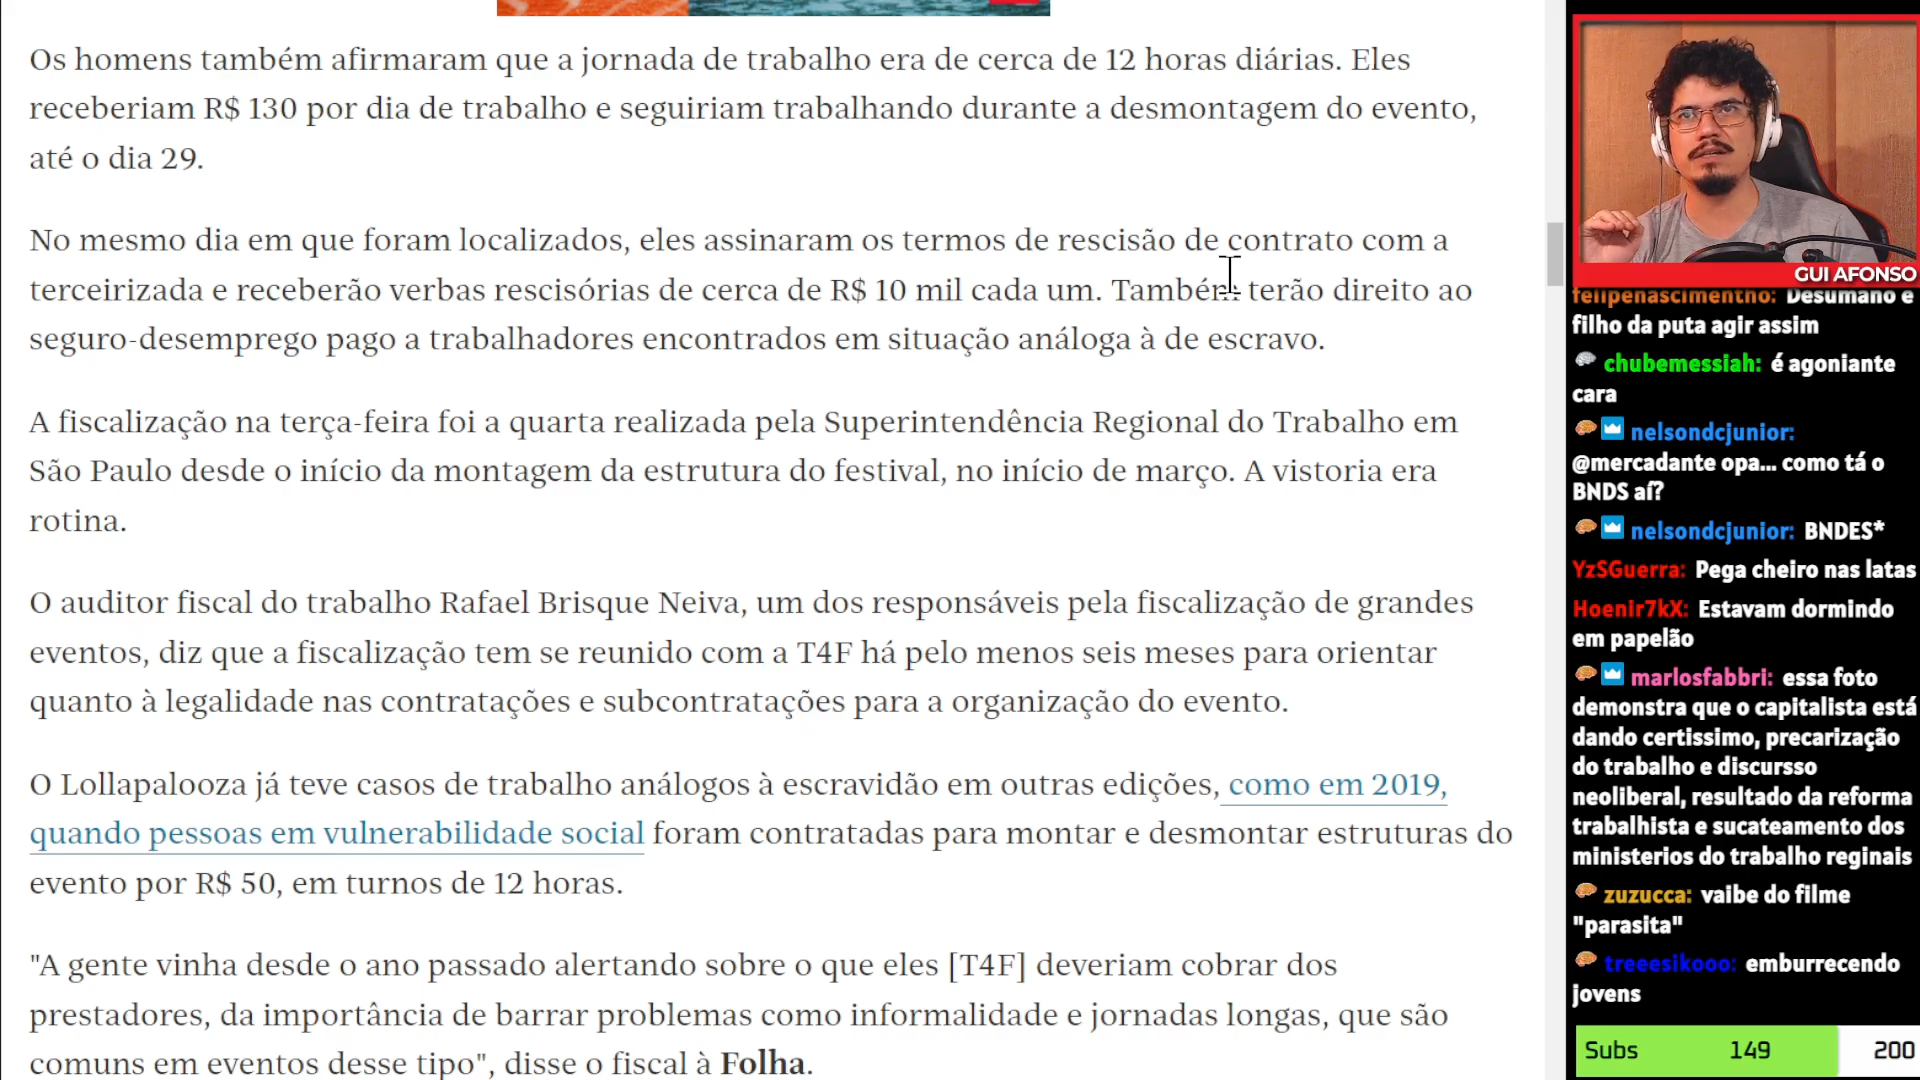 Os homens também afirmaram que a jornada de trabalho era de cerca de 12 horas diárias. Eles
receberiam R$ 130 por dia de trabalho e seguiriam trabalhando durante a desmontagem do evento,
até o dia 29.
No mesmo dia em que foram localizados, eles assinaram os termos de rescisão de contrato com a
terceirizada e receberão verbas rescisórias de cerca de R$ 10 mil cada um. Também terão direito ao
seguro-desemprego pago a trabalhadores encontrados em situação análoga à de escravo.
A fiscalização na terça-feira foi a quarta realizada pela Superintendência Regional do Trabalho em
São Paulo desde o início da montagem da estrutura do festival, no início de março. A vistoria era
rotina.
O auditor fiscal do trabalho Rafael Brisque Neiva, um dos responsáveis pela fiscalização de grandes
eventos, diz que a fiscalização tem se reunido com a T4F há pelo menos seis meses para orientar
quanto à legalidade nas contratações e subcontratações para a organização do evento.
O Lollapalooza já teve casos de trabalho análogos à escravidão em outras edições, como em 2019,
quando pessoas em vulnerabilidade social foram contratadas para montar e desmontar estruturas do
evento por R$ 50, em turnos de 12 horas.
"A gente vinha desde o ano passado alertando sobre o que eles [T4F] deveriam cobrar dos
prestadores, da importância de barrar problemas como informalidade e jornadas longas, que são
comuns em eventos desse tipo", disse o fiscal à Folha.
GUI AFONSO
felipenascimentho: Desumano e
filho da puta agir assim
chubemessiah: é agoniante
cara
nelsondcjunior:
@mercadante opa... como tá o
BNDS aí?
nelsondcjunior: BNDES*
YzSGuerra: Pega cheiro nas latas
Hoenir7kX: Estavam dormindo
em papelão
marlosfabbri: essa foto
demonstra que o capitalista está
dando certissimo, precarização
do trabalho e discursso
neoliberal, resultado da reforma
trabalhista e sucateamento dos
ministerios do trabalho reginais
zuzucca: vaibe do filme
"parasita"
treeesikooo: emburrecendo
jovens
Subs 149 200